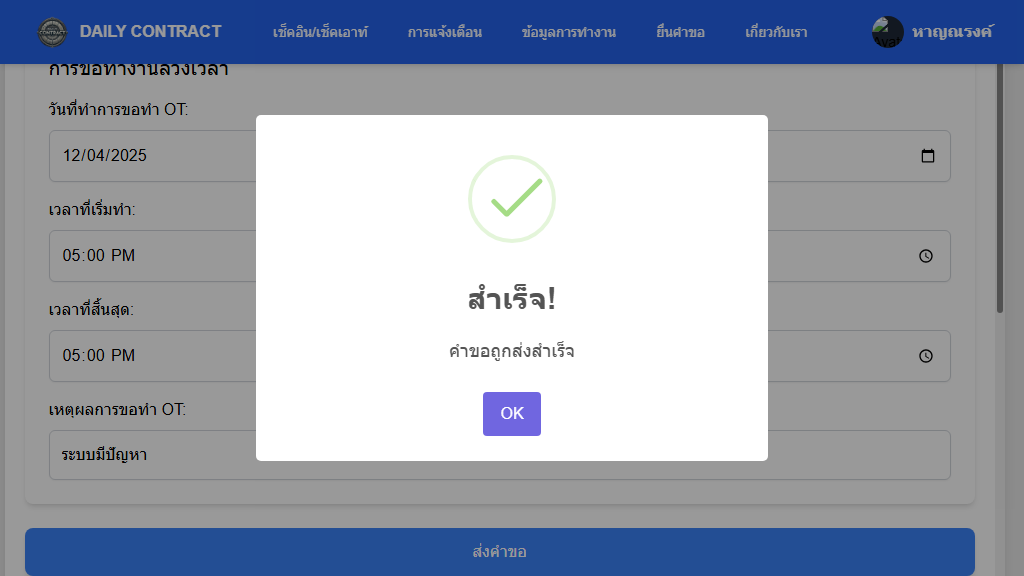 DAILY CONTRACT
เช็คอิน/เช็คเอาท์
การแจ้งเตือน
ข้อมูลการทำงาน
ยื่นคำขอ
เกี่ยวกับเรา
หาญณรงค์
การขอทำงานล่วงเวลา
วันที่ทำการขอทำ OT:
12/04/2025
เวลาที่เริ่มทำ:
05:00 PM
เวลาที่สิ้นสุด:
05:00 PM
เหตุผลการขอทำ OT:
ระบบมีปัญหา
สำเร็จ!
คำขอถูกส่งสำเร็จ
OK
ส่งคำขอ